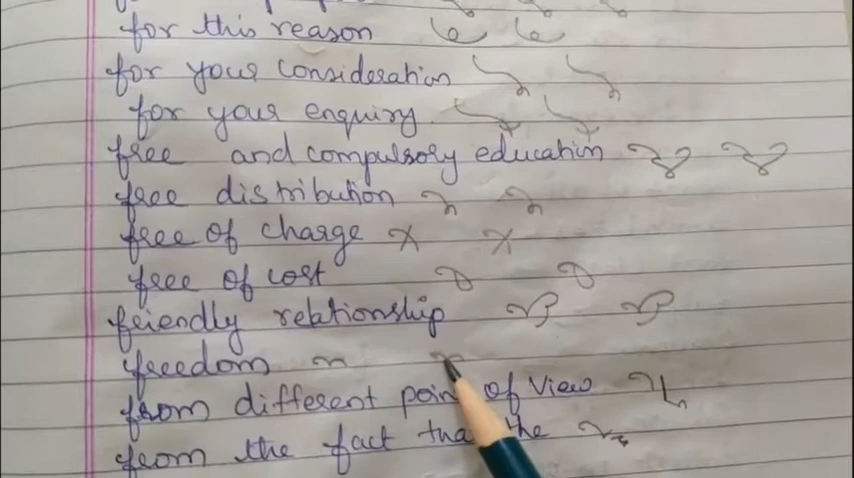 for this reason
for your consideration
for your enquiry
free and compulsory education
free distribution
free of charge
free of cost
friendly relationship
freedom
from different point of view
from the fact that the